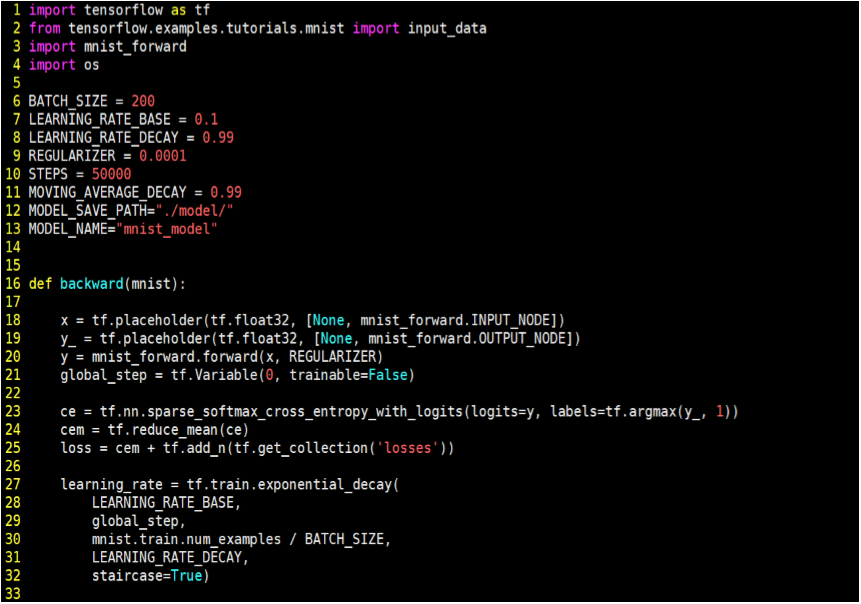 1 import tensorflow as tf
2 from tensorflow.examples.tutorials.mnist import input_data
3 import mnist_forward
4 import os
5
6 BATCH_SIZE = 200
7 LEARNING_RATE_BASE = 0.1
8 LEARNING_RATE_DECAY = 0.99
9 REGULARIZER = 0.0001
10 STEPS = 50000
11 MOVING_AVERAGE_DECAY = 0.99
12 MODEL_SAVE_PATH="./model/"
13 MODEL_NAME="mnist_model"
14
15
16 def backward(mnist):
17
18     x = tf.placeholder(tf.float32, [None, mnist_forward.INPUT_NODE])
19     y_ = tf.placeholder(tf.float32, [None, mnist_forward.OUTPUT_NODE])
20     y = mnist_forward.forward(x, REGULARIZER)
21     global_step = tf.Variable(0, trainable=False)
22
23     ce = tf.nn.sparse_softmax_cross_entropy_with_logits(logits=y, labels=tf.argmax(y_, 1))
24     cem = tf.reduce_mean(ce)
25     loss = cem + tf.add_n(tf.get_collection('losses'))
26
27     learning_rate = tf.train.exponential_decay(
28         LEARNING_RATE_BASE,
29         global_step,
30         mnist.train.num_examples / BATCH_SIZE,
31         LEARNING_RATE_DECAY,
32         staircase=True)
33